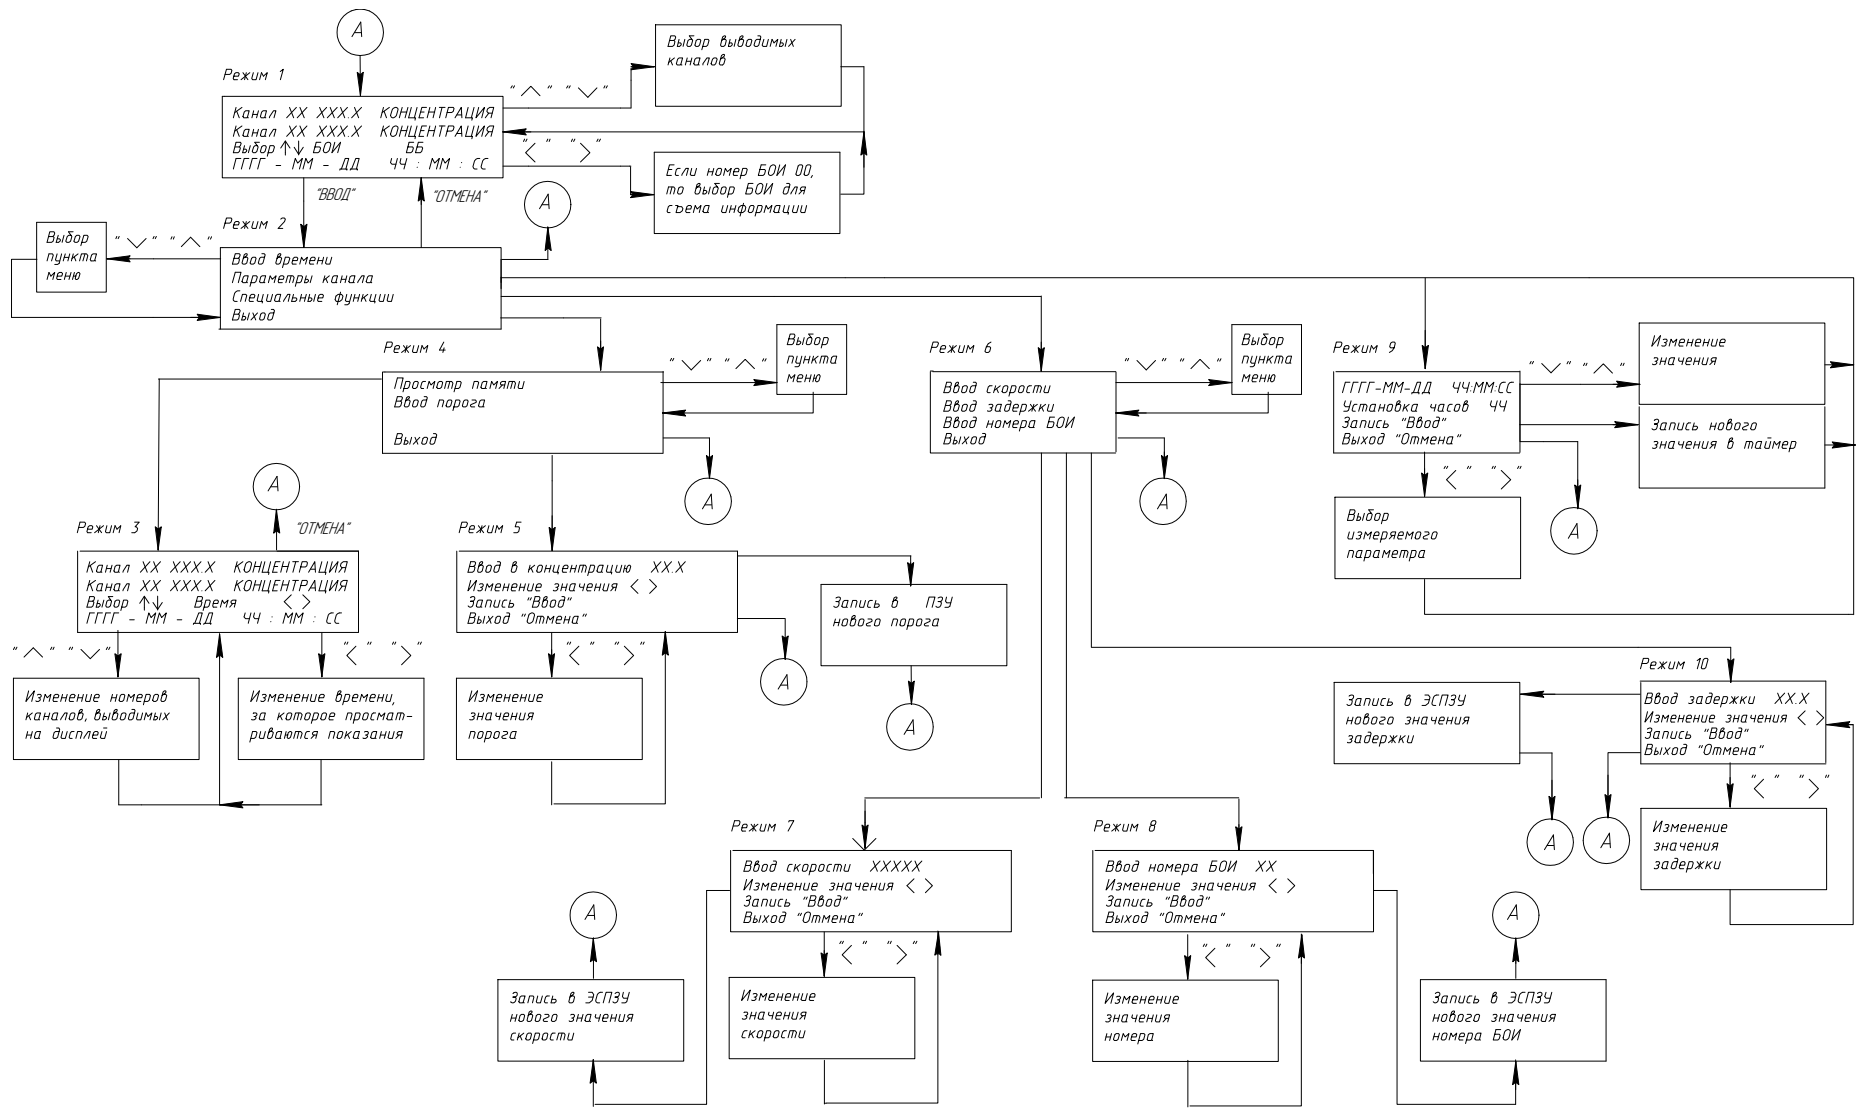 А
Режим 1
Канал XX XXX.X КОНЦЕНТРАЦИЯ
Канал XX XXX.X КОНЦЕНТРАЦИЯ
Выбор ↑↓ БОИ ББ
ГГГГ - ММ - ДД ЧЧ : ММ : СС
"︿" "﹀"
Выбор выводимых
каналов
"<" ">"
Если номер БОИ 00,
то выбор БОИ для
съема информации
"ВВОД"
"ОТМЕНА"
А
Режим 2
Выбор
пункта
меню
"﹀" "︿"
Ввод времени
Параметры канала
Специальные функции
Выход
Режим 4
Просмотр памяти
Ввод порога
Выход
"﹀" "︿"
Выбор
пункта
меню
А
Режим 6
Ввод скорости
Ввод задержки
Ввод номера БОИ
Выход
"﹀" "︿"
Выбор
пункта
меню
А
Режим 9
ГГГГ-ММ-ДД ЧЧ:ММ:СС
Установка часов ЧЧ
Запись "Ввод"
Выход "Отмена"
"﹀" "︿"
Изменение
значения
Запись нового
значения в таймер
"<" ">"
А
Выбор
измеряемого
параметра
А
"ОТМЕНА"
Режим 3
Канал XX XXX.X КОНЦЕНТРАЦИЯ
Канал XX XXX.X КОНЦЕНТРАЦИЯ
Выбор ↑↓ Время < >
ГГГГ - ММ - ДД ЧЧ : ММ : СС
"︿" "﹀"
"<" ">"
Изменение номеров
каналов, выводимых
на дисплей
Изменение времени,
за которое просмат-
риваются показания
Режим 5
Ввод в концентрацию XX.X
Изменение значения < >
Запись "Ввод"
Выход "Отмена"
"<" ">"
Изменение
значения
порога
А
Запись в ПЗУ
нового порога
А
Режим 10
Ввод задержки XX.X
Изменение значения < >
Запись "Ввод"
Выход "Отмена"
Запись в ЭСПЗУ
нового значения
задержки
"<" ">"
А
А
Изменение
значения
задержки
Режим 7
Ввод скорости XXXXX
Изменение значения < >
Запись "Ввод"
Выход "Отмена"
А
"<" ">"
Запись в ЭСПЗУ
нового значения
скорости
Изменение
значения
скорости
Режим 8
Ввод номера БОИ XX
Изменение значения < >
Запись "Ввод"
Выход "Отмена"
А
"<" ">"
Изменение
значения
номера
Запись в ЭСПЗУ
нового значения
номера БОИ